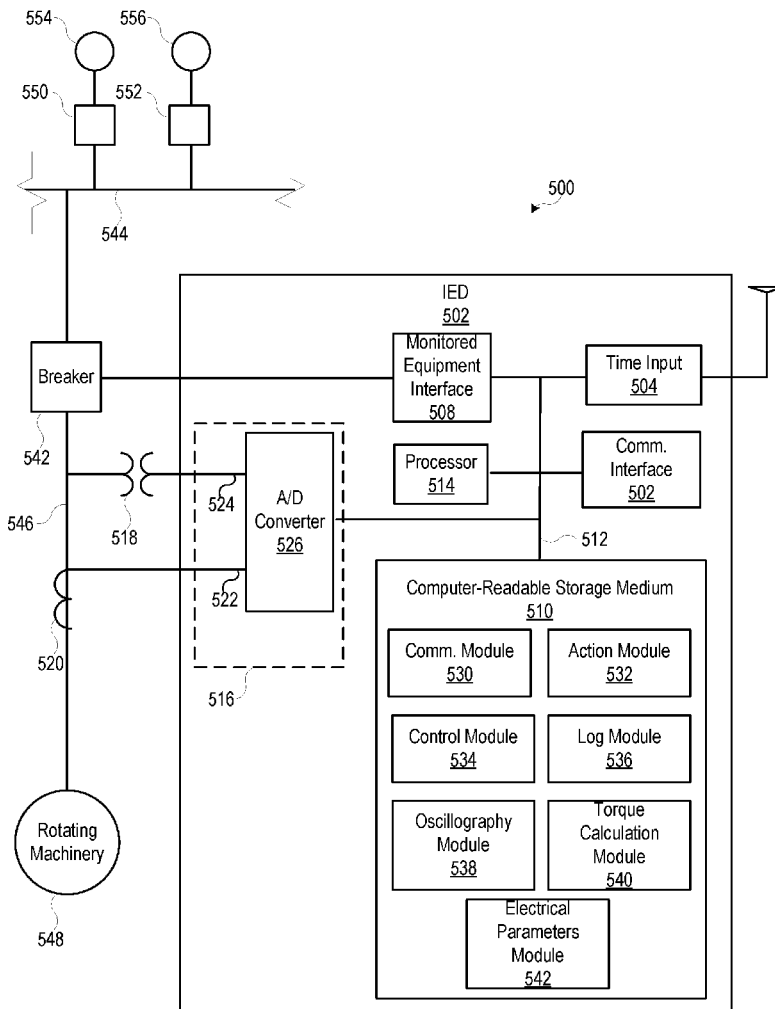 554
556
550
552
544
500
IED
502
Breaker
542
Monitored
Equipment
Interface
508
Time Input
504
Processor
514
Comm.
Interface
502
546
518
524
A/D
Converter
526
522
512
520
516
Computer-Readable Storage Medium
510
Comm. Module
530
Action Module
532
Control Module
534
Log Module
536
Oscillography
Module
538
Torque
Calculation
Module
540
Electrical
Parameters
Module
542
Rotating
Machinery
548